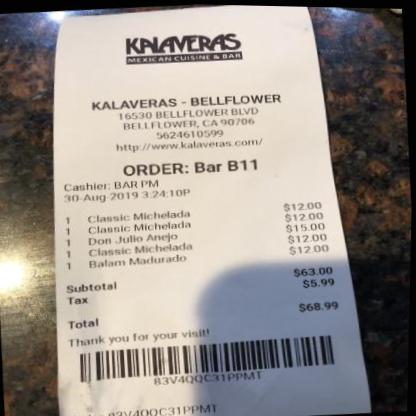 KALAVERAS
MEXICAN CUISINE & BAR
KALAVERAS - BELLFLOWER
16530 BELLFLOWER BLVD
BELLFLOWER, CA 90706
5624610599
http://www.kalaveras.com/
ORDER: Bar B11
Cashier: BAR PM
30-Aug-2019 3:24:10P
1 Classic Michelada $12.00
1 Classic Michelada $12.00
1 Don Julio Anejo $15.00
1 Classic Michelada $12.00
1 Balam Madurado $12.00
Subtotal $63.00
Tax $5.99
Total $68.99
Thank you for your visit!
83V4QQC31PPMT
83V4QQC31PPMT